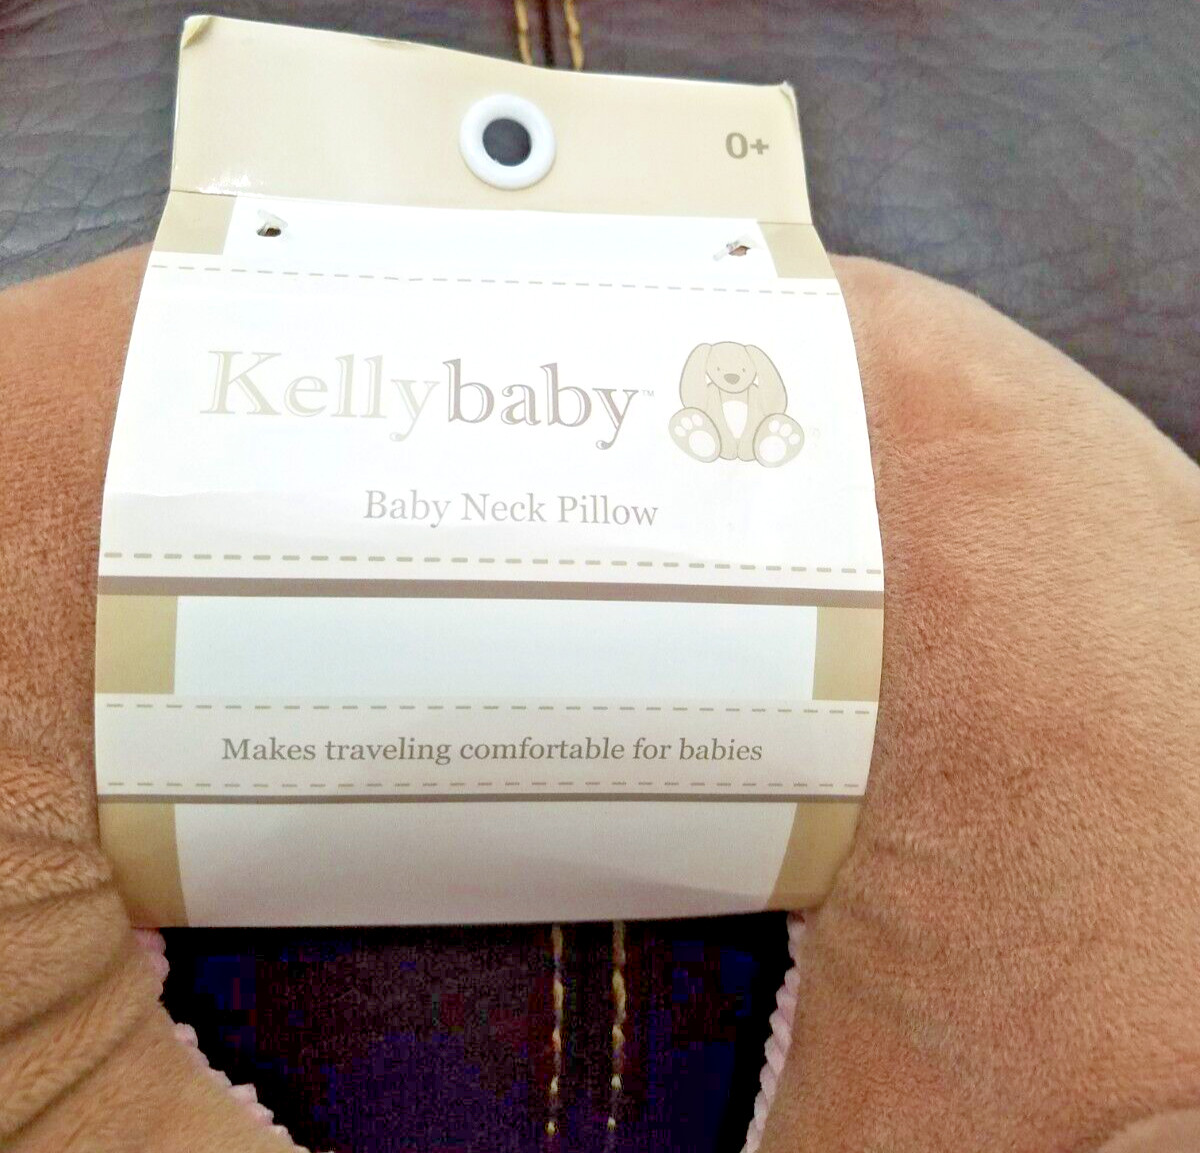 0+
Kellybaby™
Baby Neck Pillow
Makes traveling comfortable for babies